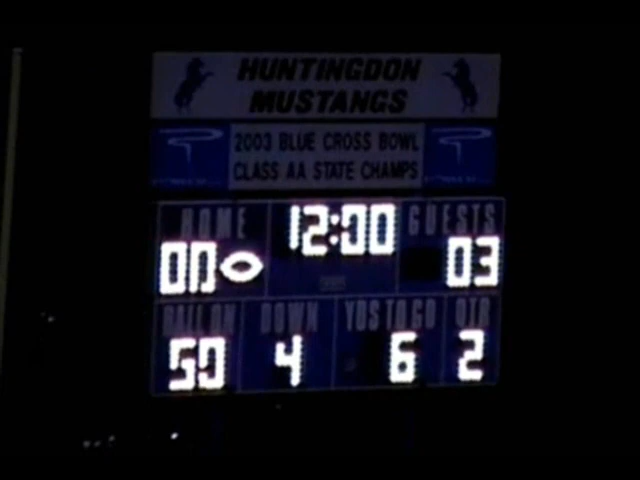 HUNTINGDON
MUSTANGS
2003 BLUE CROSS BOWL
CLASS AA STATE CHAMPS
HOME 12:00 GUESTS
00 03
BALL ON DOWN YDS TO GO QTR
50 4 6 2